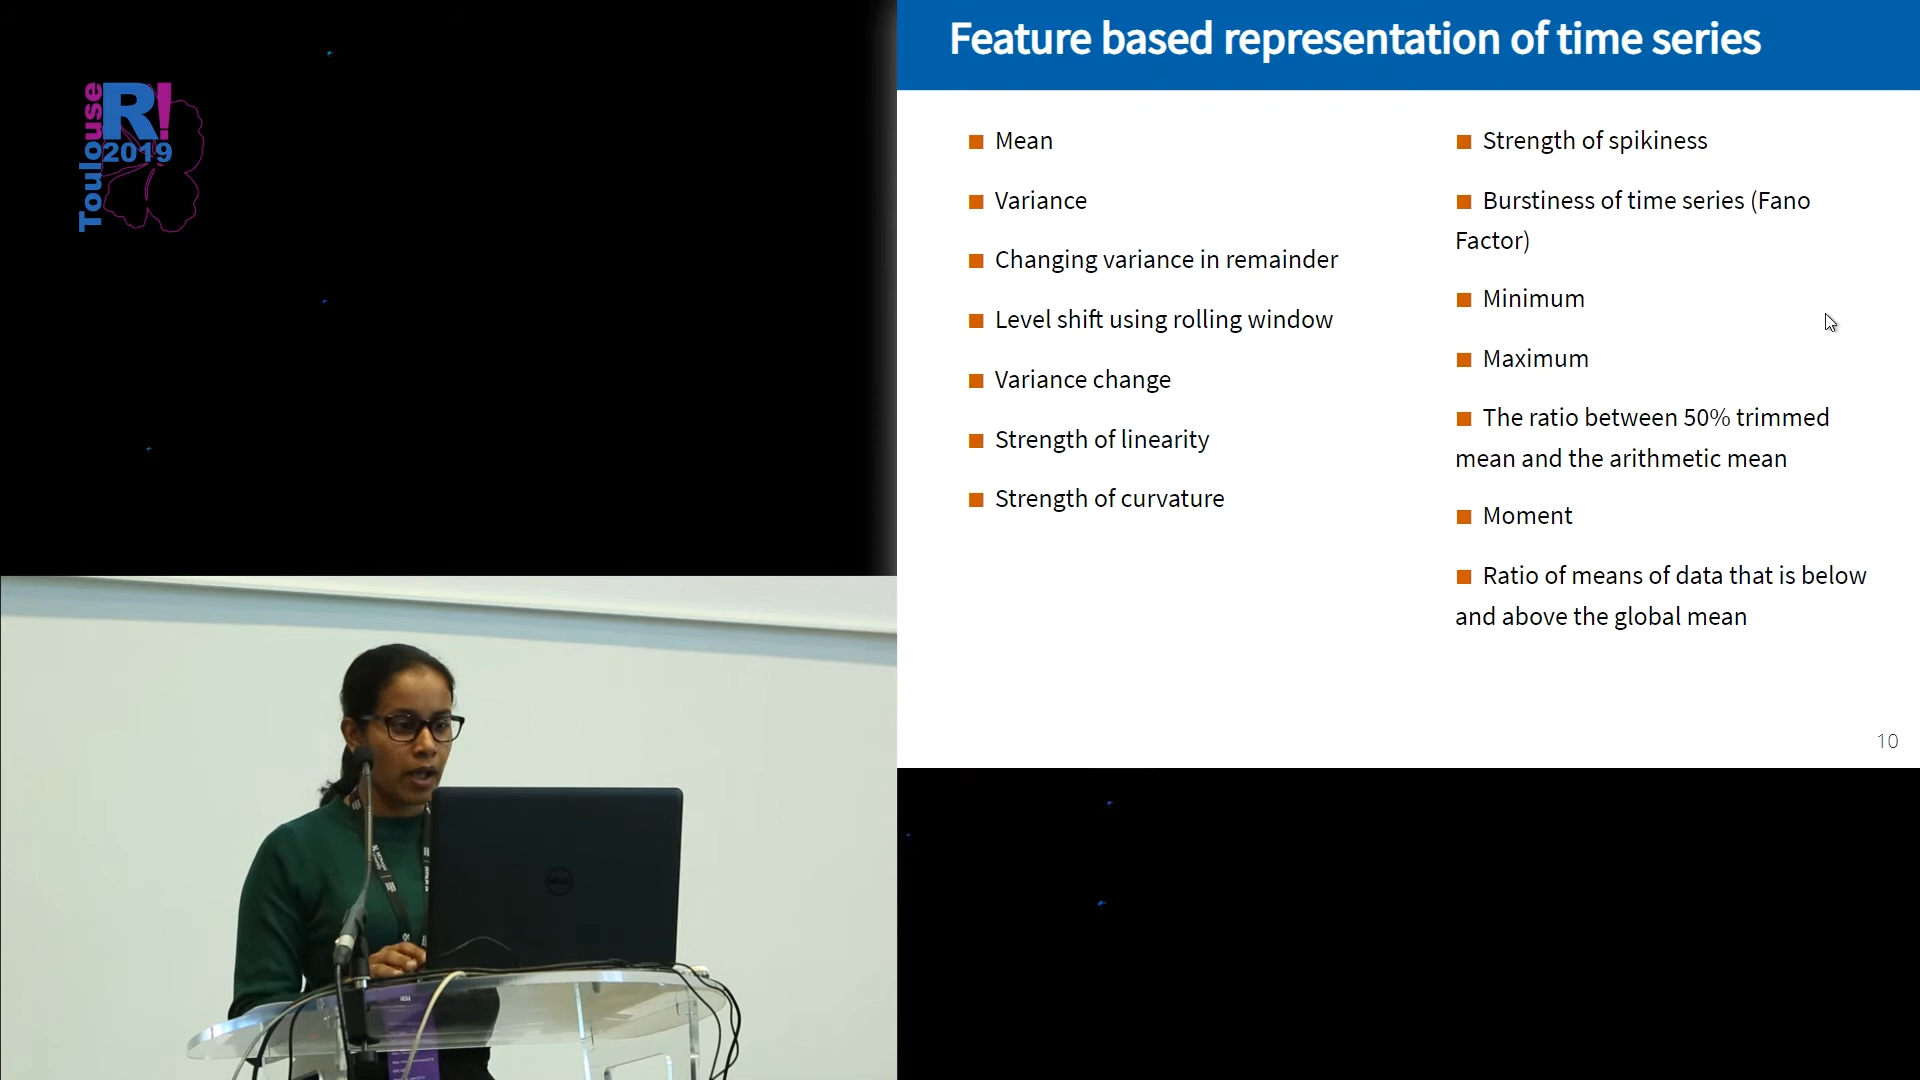 Toulouse
R!
2019
Feature based representation of time series
Mean
Variance
Changing variance in remainder
Level shift using rolling window
Variance change
Strength of linearity
Strength of curvature
Strength of spikiness
Burstiness of time series (Fano
Factor)
Minimum
Maximum
The ratio between 50% trimmed
mean and the arithmetic mean
Moment
Ratio of means of data that is below
and above the global mean
10
DELL